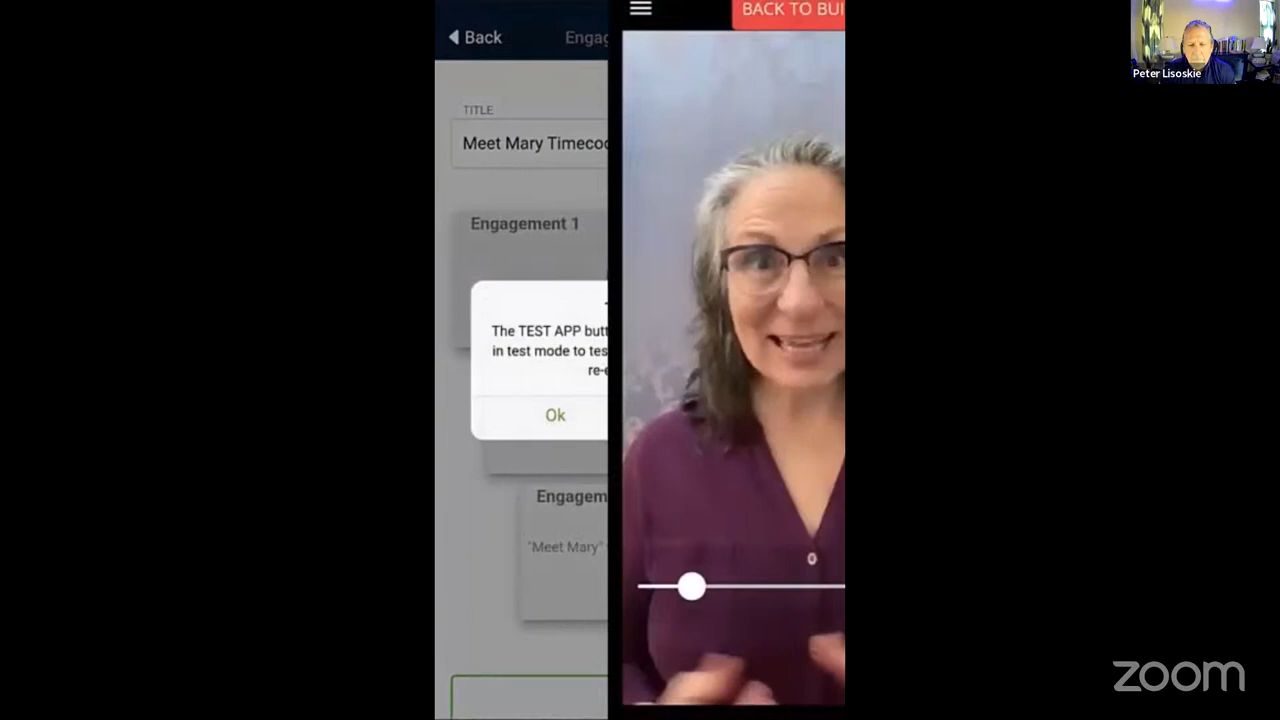 Back
Engag
TITLE
Meet Mary Timecod
Engagement 1
The TEST APP butt
in test mode to tes
re-e
Ok
Engagem
"Meet Mary"
BACK TO BUI
Peter Lisoskie
zoom